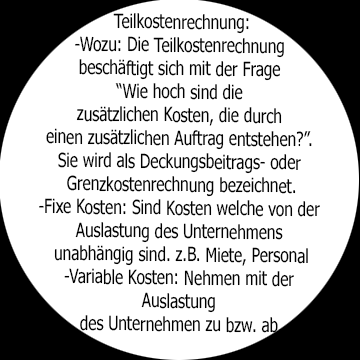 Teilkostenrechnung:
-Wozu: Die Teilkostenrechnung
beschäftigt sich mit der Frage
“Wie hoch sind die
zusätzlichen Kosten, die durch
einen zusätzlichen Auftrag entstehen?”.
Sie wird als Deckungsbeitrags- oder
Grenzkostenrechnung bezeichnet.
-Fixe Kosten: Sind Kosten welche von der
Auslastung des Unternehmens
unabhängig sind. z.B. Miete, Personal
-Variable Kosten: Nehmen mit der
Auslastung
des Unternehmen zu bzw. ab